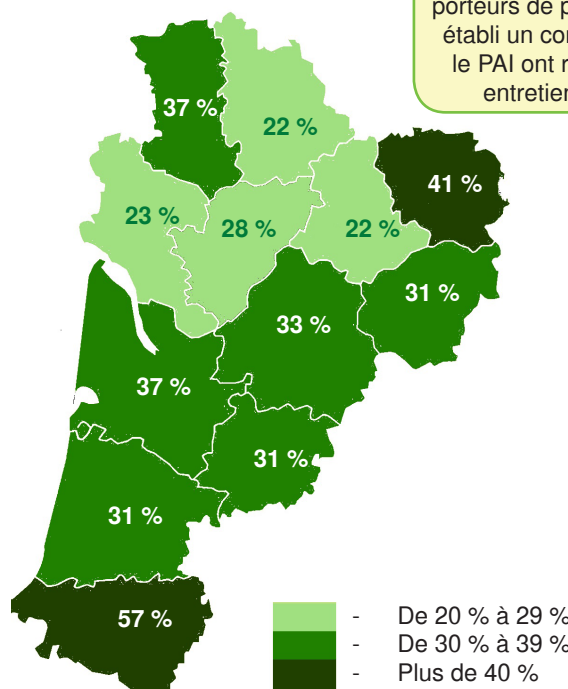 porteurs de p
établi un con
le PAI ont r
entretien
37 %
22 %
41 %
23 %
28 %
22 %
31 %
33 %
37 %
31 %
31 %
57 %
- De 20 % à 29 %
- De 30 % à 39 %
- Plus de 40 %